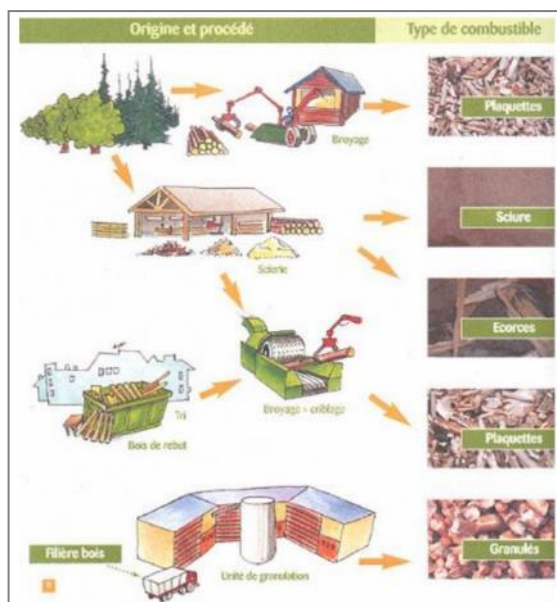 Origine et procédé
Type de combustible
Plaquettes
Broyage
Sciure
Scierie
Ecorces
Broyage + criblage
Tri
Bois de rebut
Plaquettes
Filière bois
Unité de granulation
Granulés